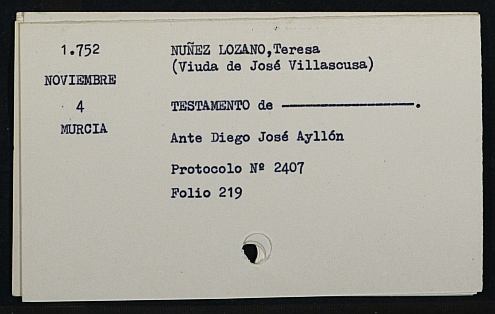 1.752
NOVIEMBRE
4
MURCIA
NUÑEZ LOZANO,Teresa
(Viuda de José Villascusa)
TESTAMENTO de ——————————.
Ante Diego José Ayllón
Protocolo Nº 2407
Folio 219